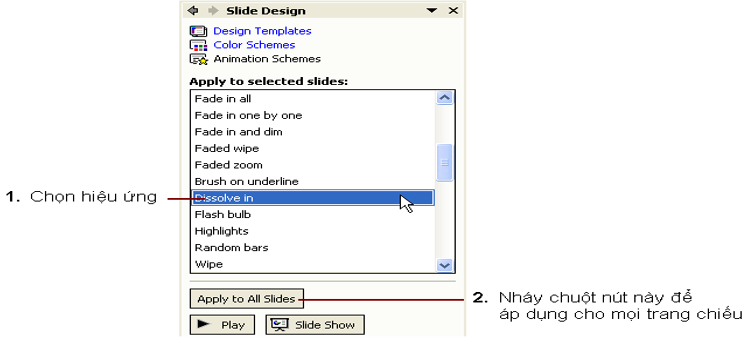 Slide Design
Design Templates
Color Schemes
Animation Schemes
Apply to selected slides:
Fade in all
Fade in one by one
Fade in and dim
Faded wipe
Faded zoom
Brush on underline
1. Chọn hiệu ứng
Dissolve in
Flash bulb
Highlights
Random bars
Wipe
Apply to All Slides
2. Nháy chuột nút này để
áp dụng cho mọi trang chiếu
Play
Slide Show